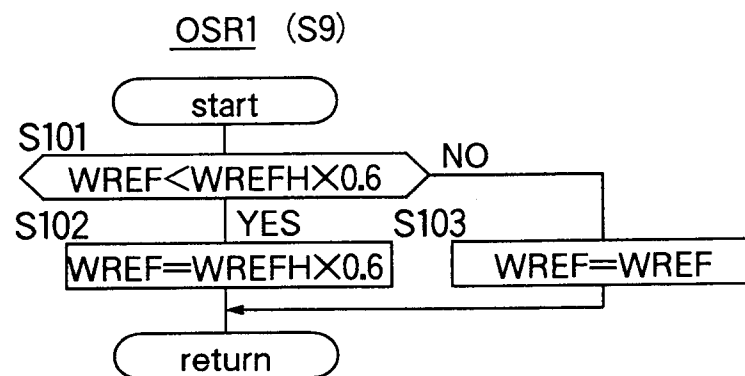 OSR1 (S9)
start
S101
WREF<WREFH×0.6
NO
S102
YES
S103
WREF=WREFH×0.6
WREF=WREF
return